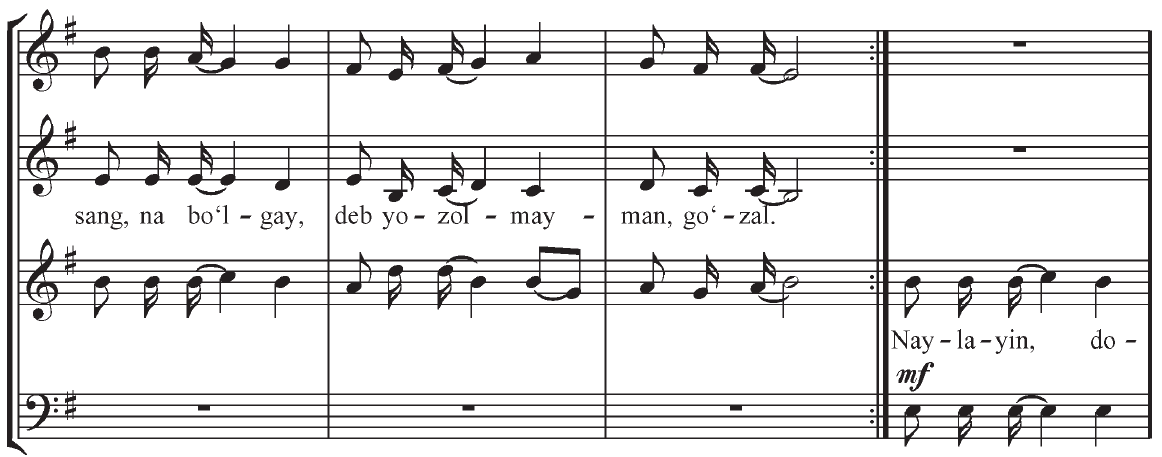 sang, na bo‘l - gay, deb yo - zol - may - man, go‘ - zal.
Nay - la - yin, do -
mf